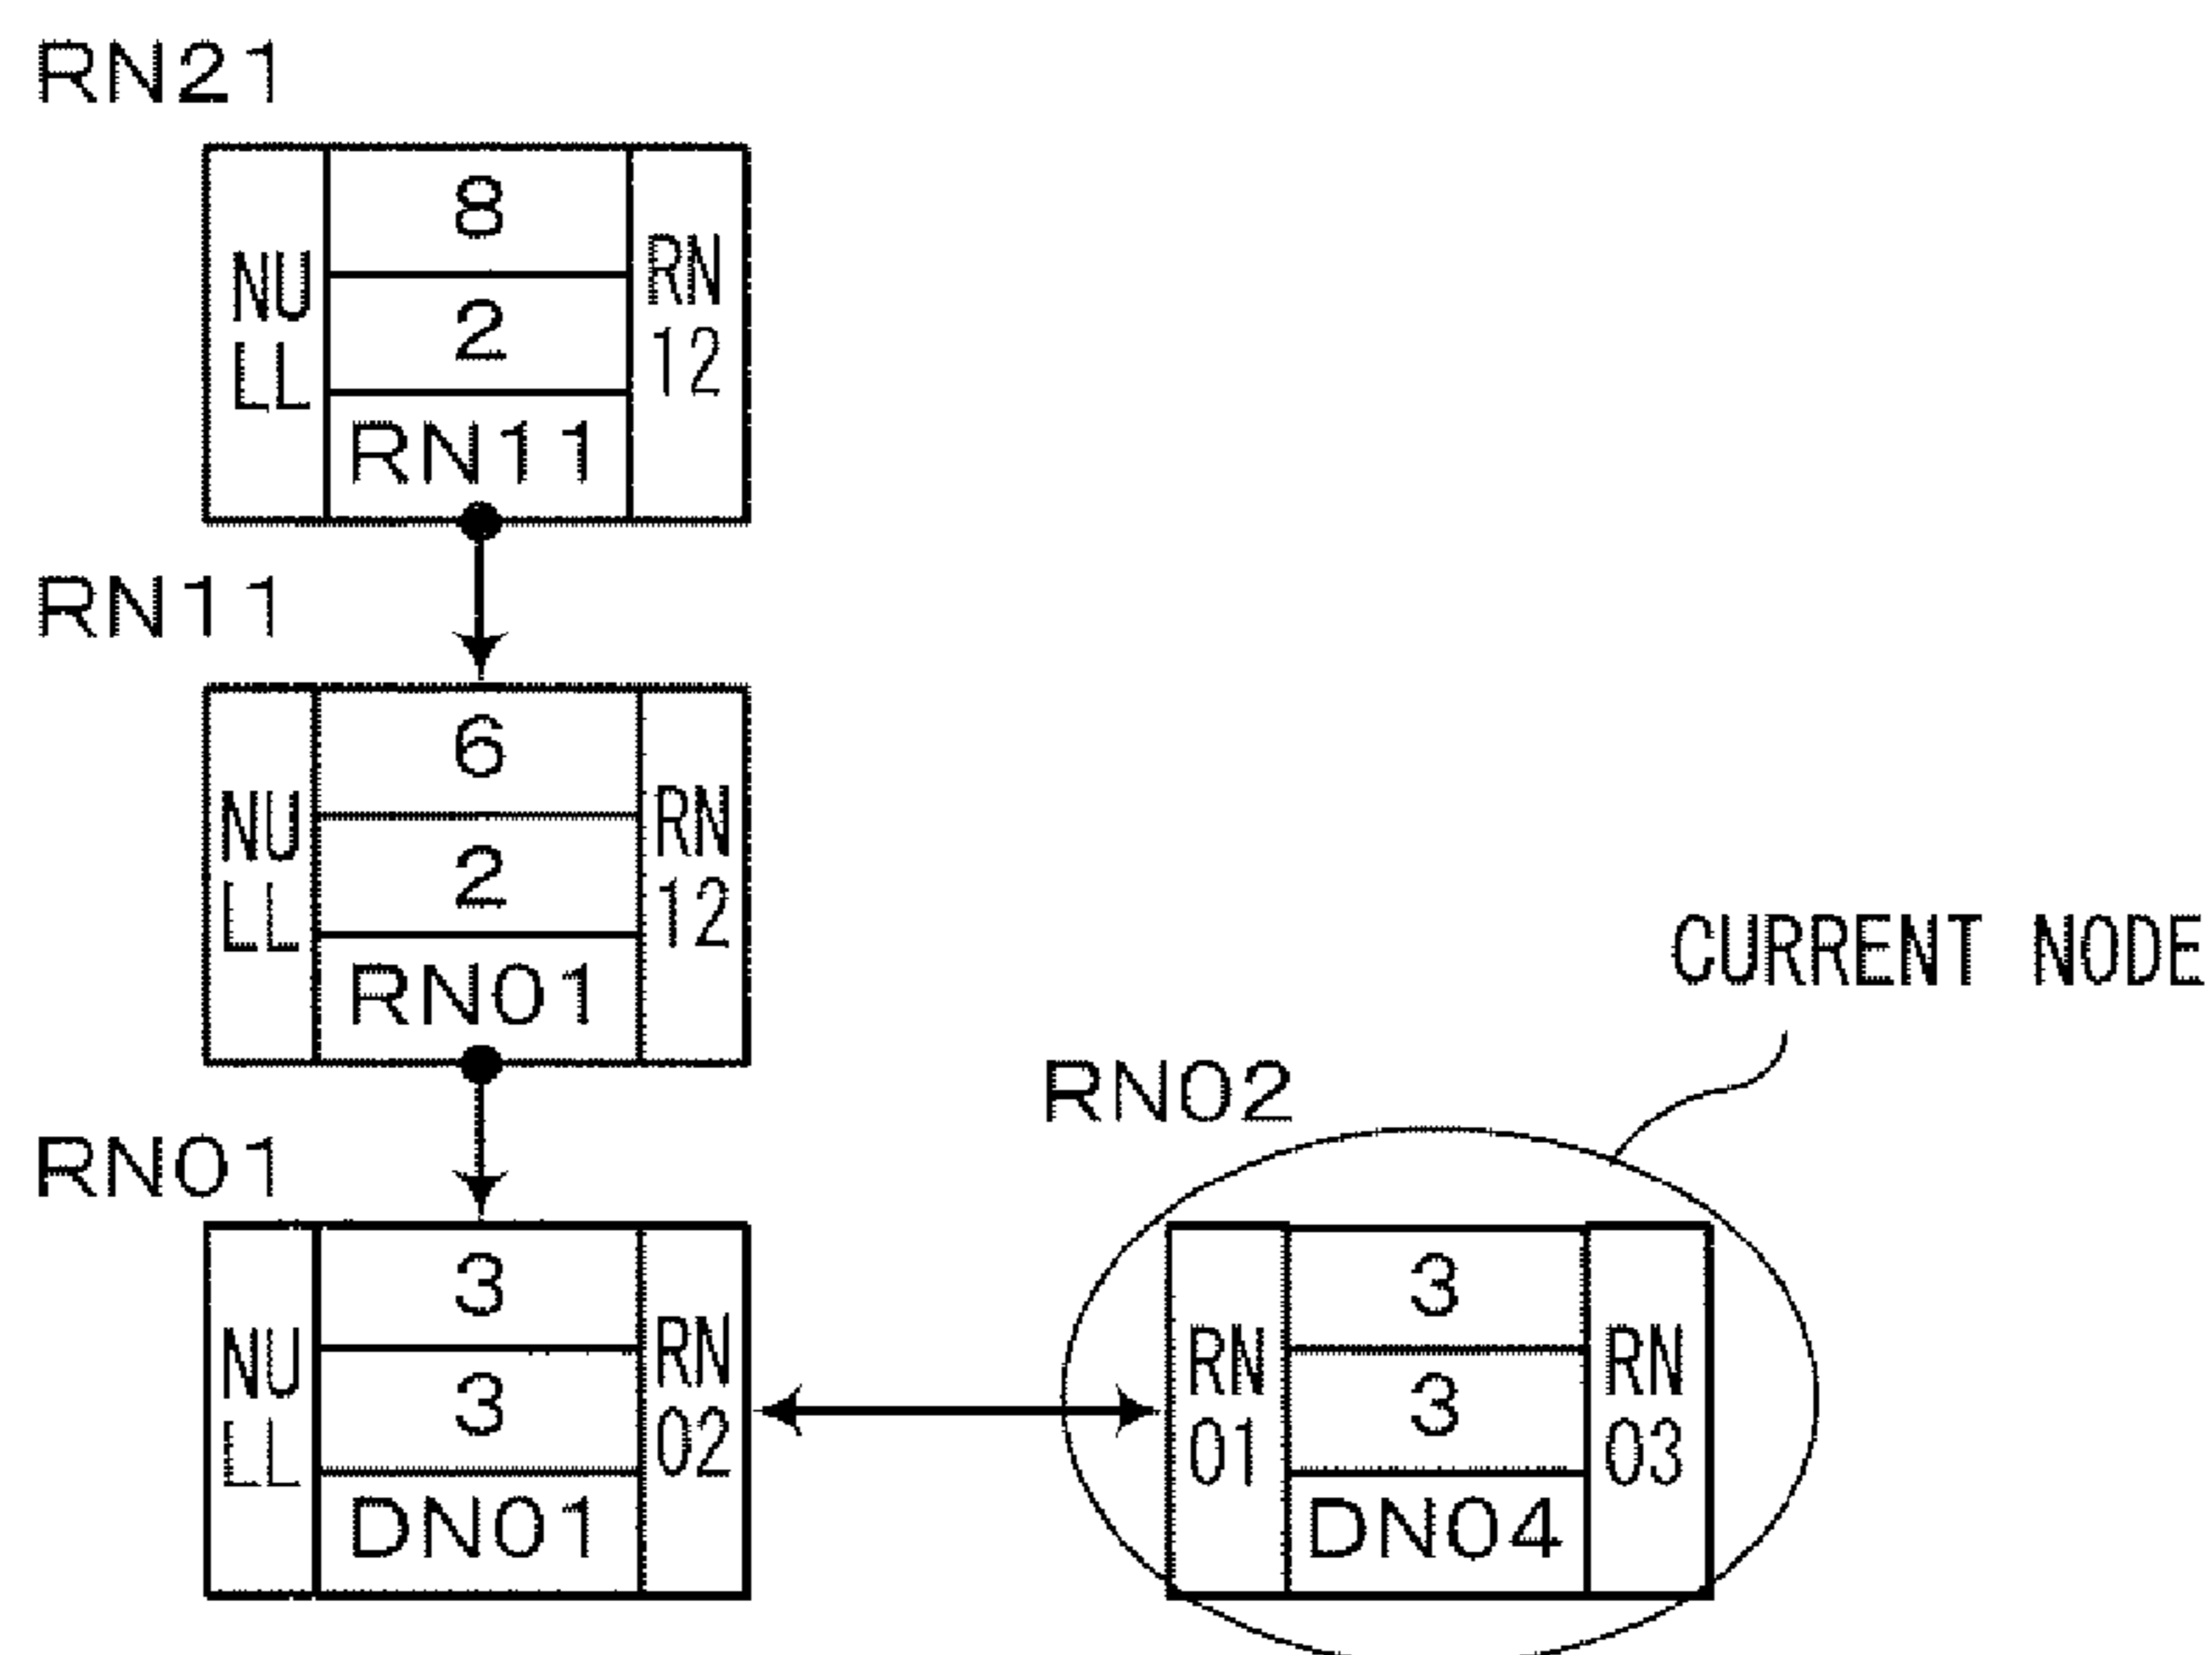 RN21
8
NU
LL
2
RN
12
RN11
RN11
6
NU
LL
2
RN
12
RN01
CURRENT NODE
RN02
RN01
3
NU
LL
3
RN
02
DN01
3
RN
01
3
RN
03
DN04